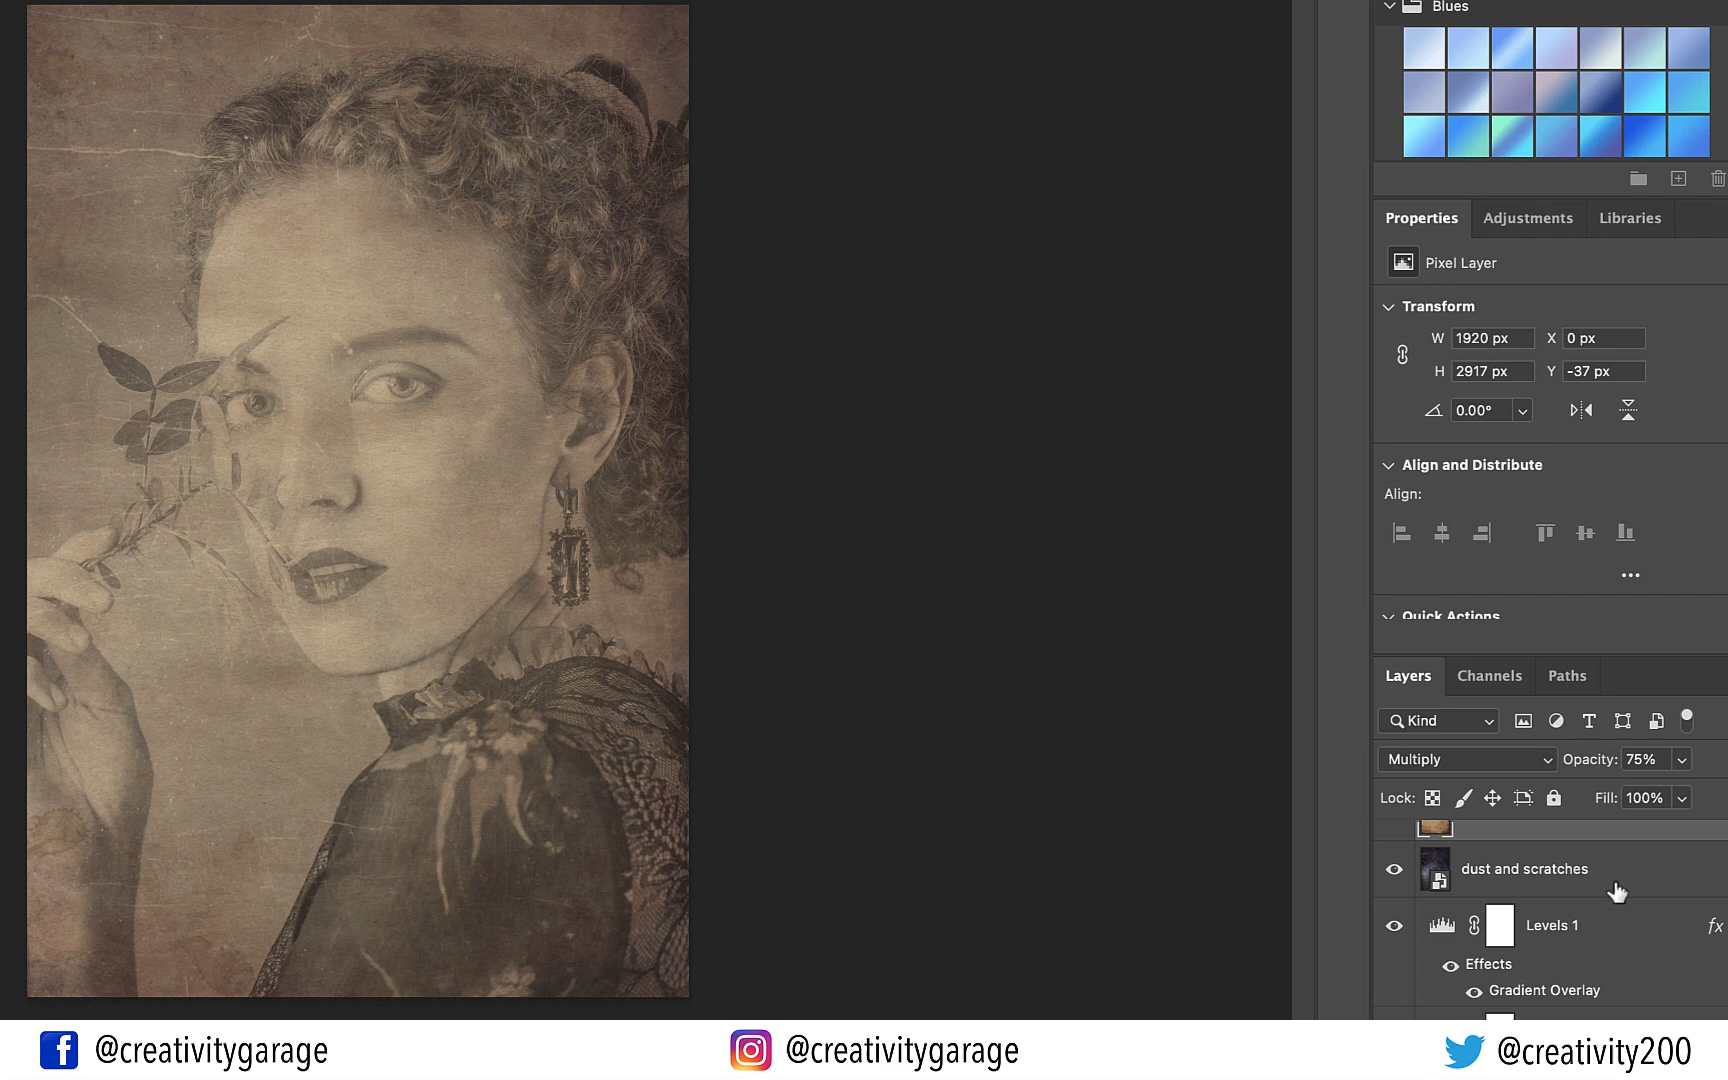 Blues
Properties Adjustments Libraries
Pixel Layer
Transform
W 1920 px X 0 px
H 2917 px Y -37 px
0.00°
Align and Distribute
Align:
Quick Actions
Layers Channels Paths
Kind
Multiply Opacity: 75%
Lock: Fill: 100%
dust and scratches
Levels 1 fx
Effects
Gradient Overlay
@creativitygarage @creativitygarage @creativity200